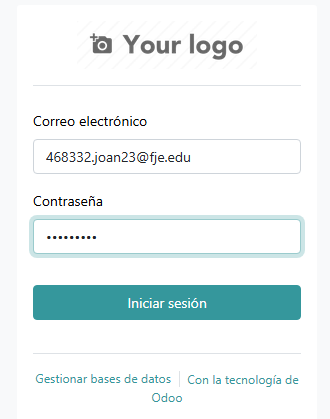 Your logo
Correo electrónico
468332.joan23@fje.edu
Contraseña
•••••••••
Iniciar sesión
Gestionar bases de datos | Con la tecnología de
Odoo